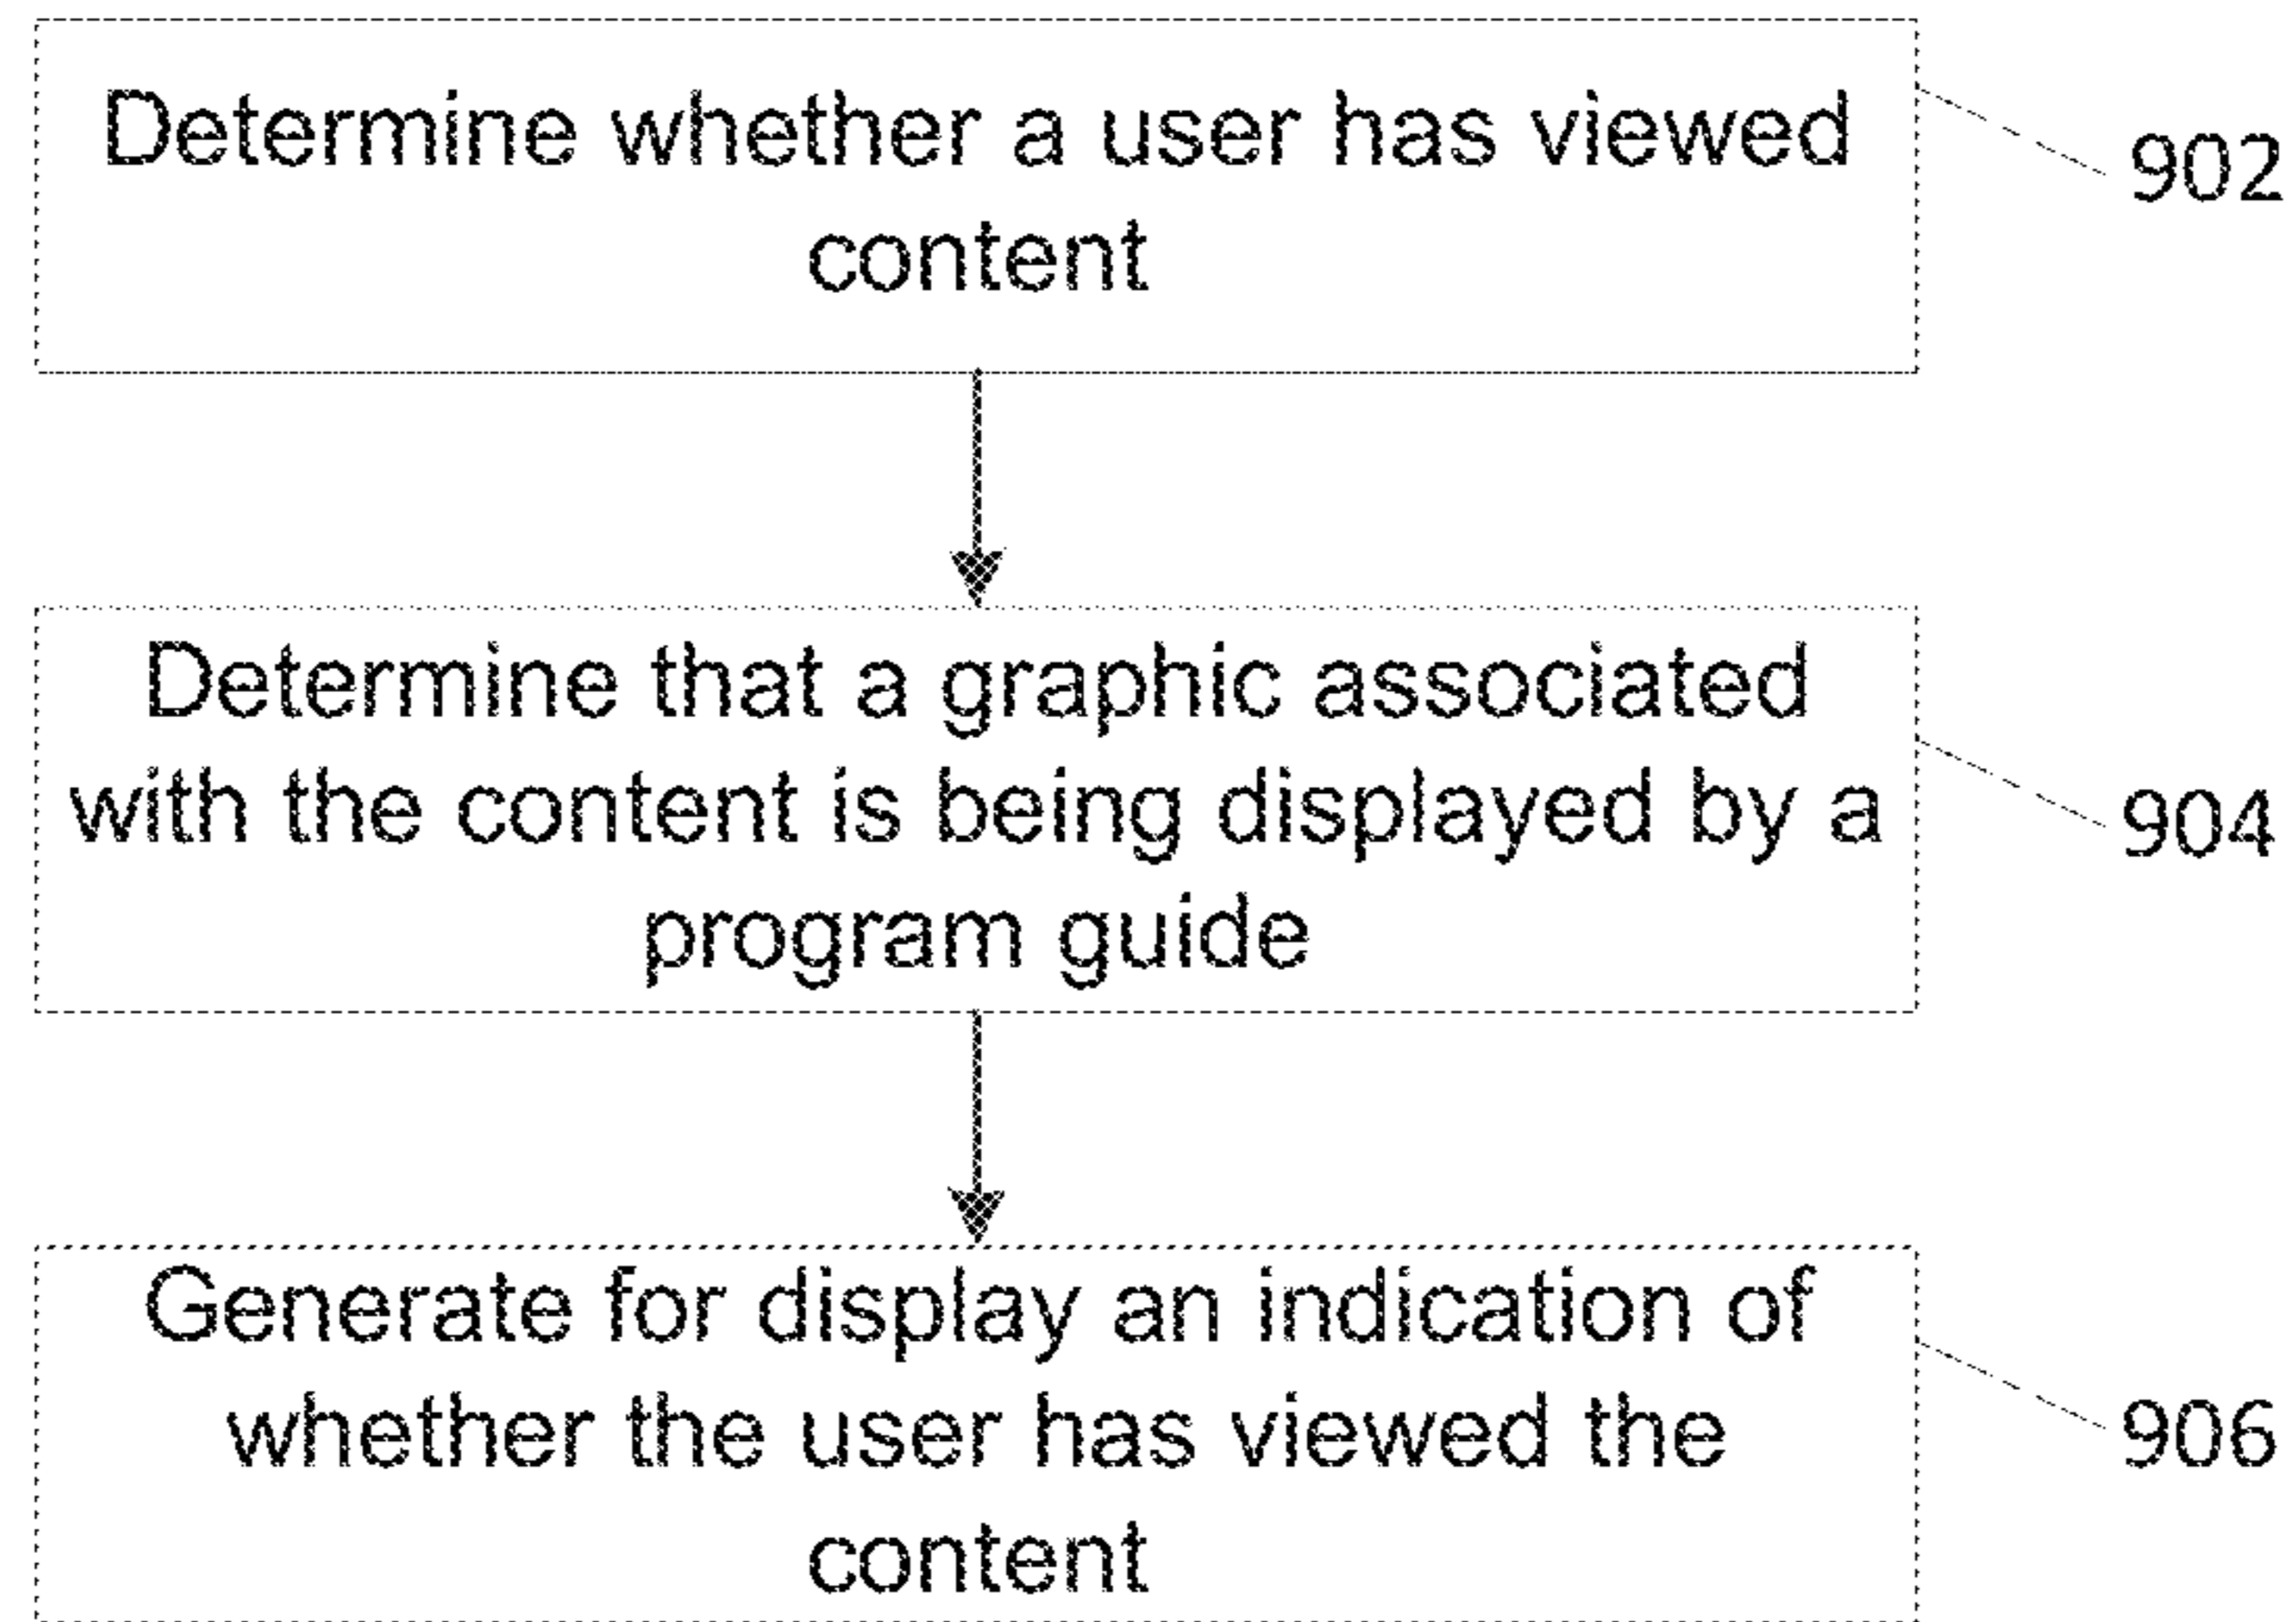 Determine whether a user has viewed
content
902
Determine that a graphic associated
with the content is being displayed by a
program guide
904
Generate for display an indication of
whether the user has viewed the
content
906